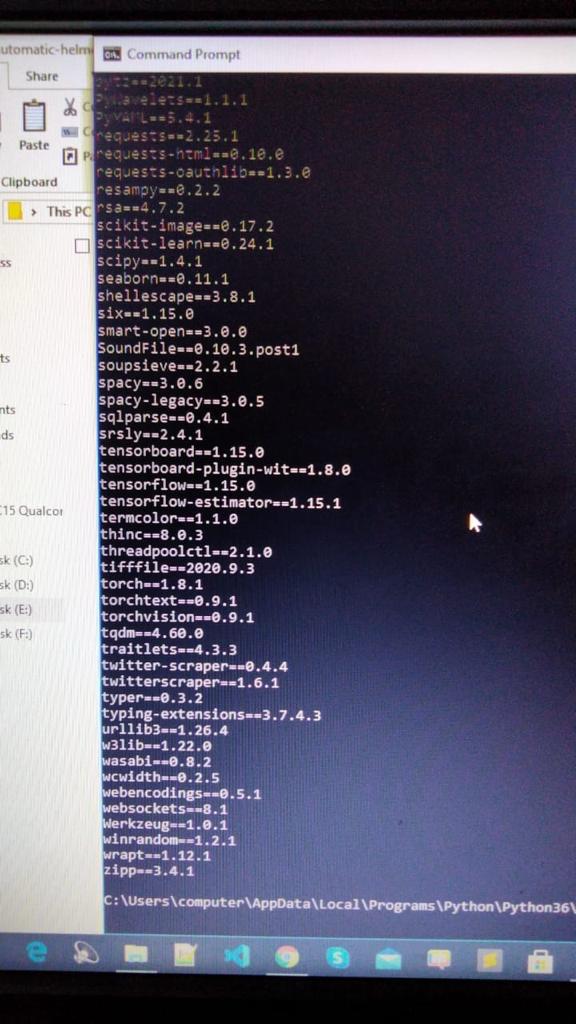 utomatic-helm
Command Prompt
Share
Paste
Clipboard
This PC
ss
ts
nts
ds
C15 Qualcor
sk (C:)
sk (D:)
sk (E:)
sk (F:)
pytz==2021.1
PyWavelets==1.1.1
PyYAML==5.4.1
requests==2.25.1
requests-html==0.10.0
requests-oauthlib==1.3.0
resampy==0.2.2
rsa==4.7.2
scikit-image==0.17.2
scikit-learn==0.24.1
scipy==1.4.1
seaborn==0.11.1
shellescape==3.8.1
six==1.15.0
smart-open==3.0.0
SoundFile==0.10.3.post1
soupsieve==2.2.1
spacy==3.0.6
spacy-legacy==3.0.5
sqlparse==0.4.1
srsly==2.4.1
tensorboard==1.15.0
tensorboard-plugin-wit==1.8.0
tensorflow==1.15.0
tensorflow-estimator==1.15.1
termcolor==1.1.0
thinc==8.0.3
threadpoolctl==2.1.0
tifffile==2020.9.3
torch==1.8.1
torchtext==0.9.1
torchvision==0.9.1
tqdm==4.60.0
traitlets==4.3.3
twitter-scraper==0.4.4
twitterscraper==1.6.1
typer==0.3.2
typing-extensions==3.7.4.3
urllib3==1.26.4
w3lib==1.22.0
wasabi==0.8.2
wcwidth==0.2.5
webencodings==0.5.1
websockets==8.1
Werkzeug==1.0.1
winrandom==1.2.1
wrapt==1.12.1
zipp==3.4.1
C:\Users\computer\AppData\Local\Programs\Python\Python36\